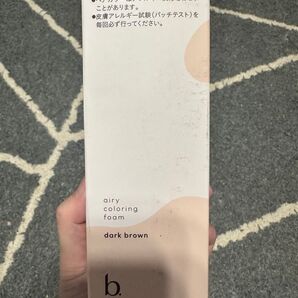 ことがあります。
●皮膚アレルギー試験(パッチテスト)を
毎回必ず行ってください。
airy
coloring
foam
dark brown
b.